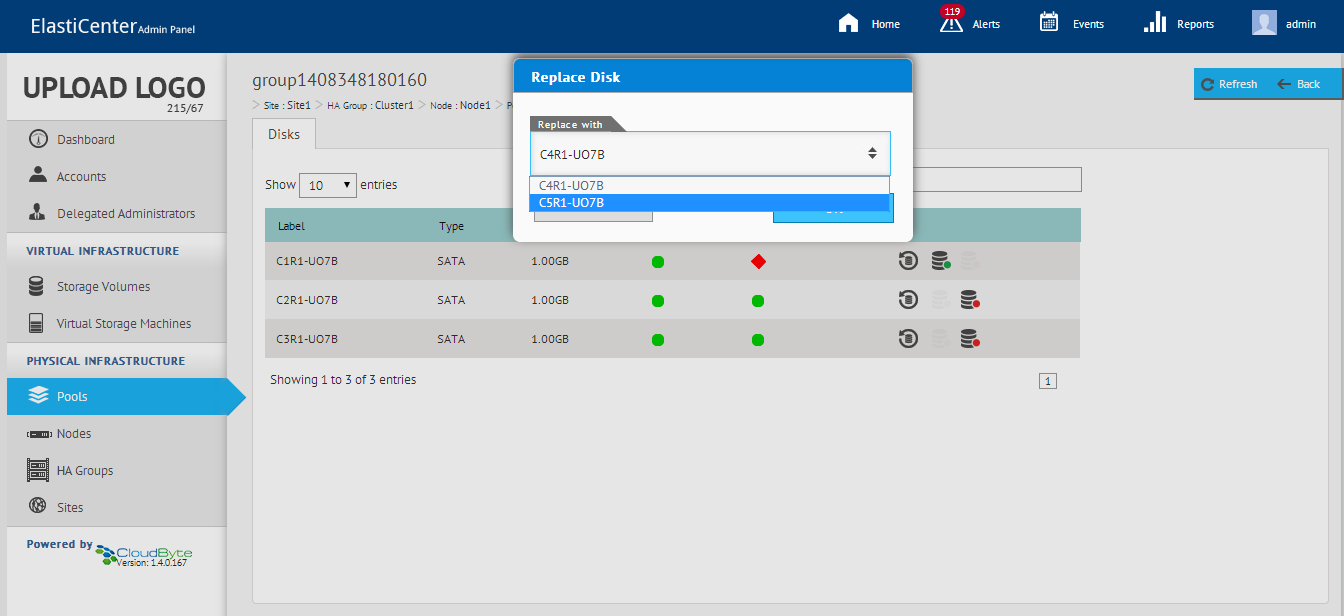 ElastiCenter Admin Panel
Home
119
Alerts
Events
Reports
admin
UPLOAD LOGO
215/67
Dashboard
Accounts
Delegated Administrators
VIRTUAL INFRASTRUCTURE
Storage Volumes
Virtual Storage Machines
PHYSICAL INFRASTRUCTURE
Pools
Nodes
HA Groups
Sites
Powered by CloudByte
Version: 1.4.0.167
group1408348180160
Refresh
Back
> Site : Site1 > HA Group : Cluster1 > Node : Node1 >
Disks
Show 10 entries
Label Type
C1R1-UO7B SATA 1.00GB
C2R1-UO7B SATA 1.00GB
C3R1-UO7B SATA 1.00GB
Showing 1 to 3 of 3 entries
1
Replace Disk
Replace with
C4R1-UO7B
C4R1-UO7B
C5R1-UO7B